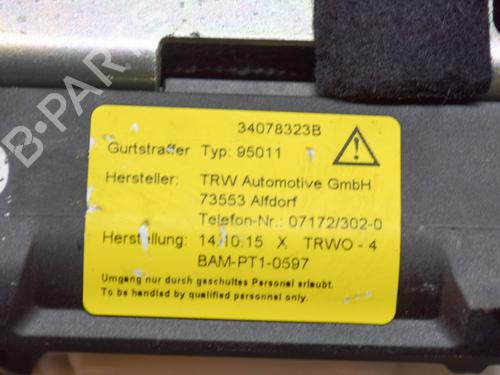 34078323B
Gurtstraffer Typ: 95011
Hersteller: TRW Automotive GmbH
73553 Alfdorf
Telefon-Nr.: 07172/302-0
Herstellung: 14.10.15 X TRWO - 4
BAM-PT1-0597
Umgang nur durch geschultes Personal erlaubt.
To be handled by qualified personnel only.
B-PARTS